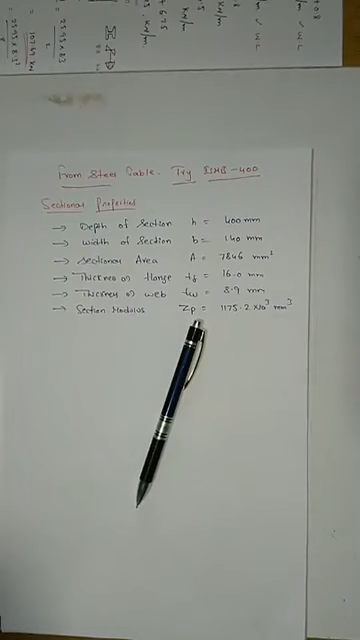 From Steel Table. Try ISMB-400
Sectional Properties
→ Depth of Section h = 400 mm
→ Width of Section b = 140 mm
→ Sectional Area A = 7846 mm²
→ Thickness of flange tf = 16.0 mm
→ Thickness of web tw = 8.9 mm
→ Section Modulus Zp = 1175.2 ×10³ mm³